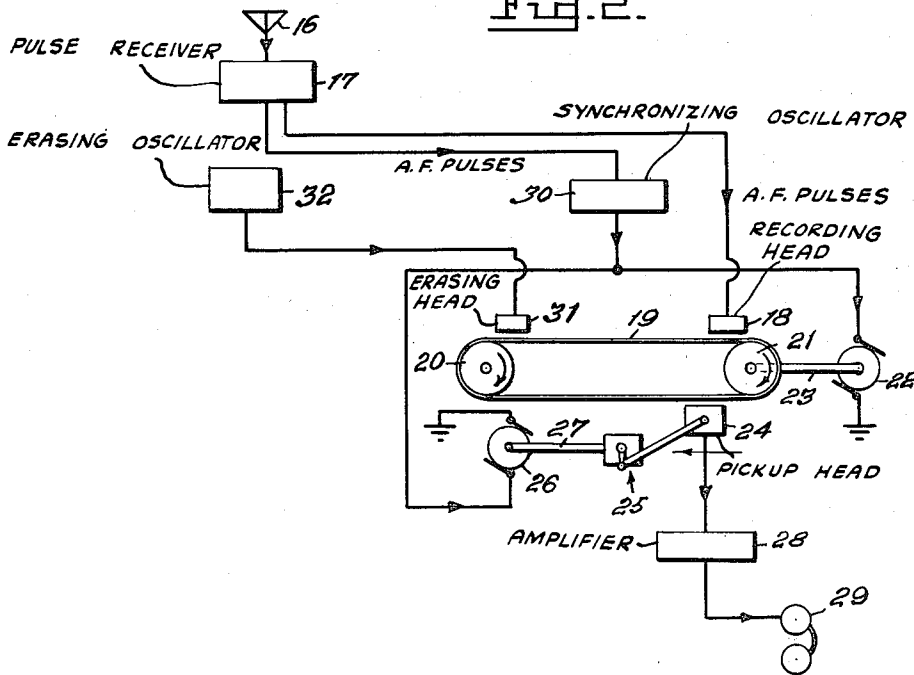 FIG. 2.
16
PULSE RECEIVER
17
SYNCHRONIZING OSCILLATOR
ERASING OSCILLATOR
A.F. PULSES
32
30
A.F. PULSES
RECORDING
HEAD
ERASING
HEAD
31
19
18
20
21
22
23
24
27
PICKUP HEAD
26
25
AMPLIFIER
28
29